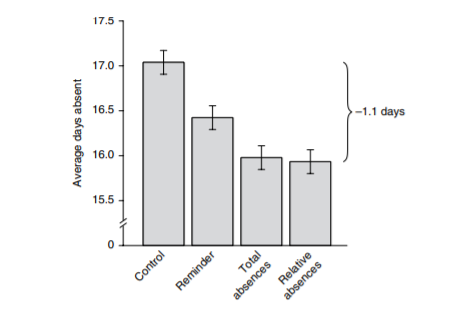 17.5
17.0
16.5
16.0
15.5
0
Average days absent
–1.1 days
Control
Reminder
Total
absences
Relative
absences